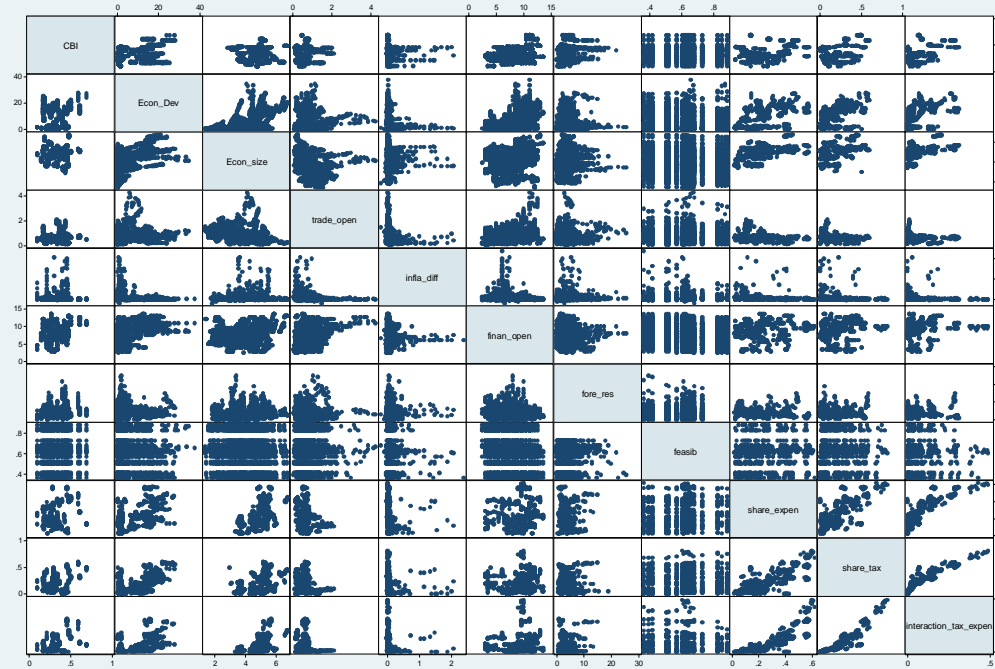 0 20 40 0 2 4 0 5 10 15 .4 .6 .8 0 .5 1
CBI
40
20
0
Econ_Dev
Econ_size
4
2
0
trade_open
infla_diff
15
10
5
0
finan_open
fore_res
.8
.6
.4
feasib
share_expen
1
.5
0
share_tax
interaction_tax_expen
0 .5 1 2 4 6 0 1 2 0 10 20 30 0 .2 .4 .6 0 .5